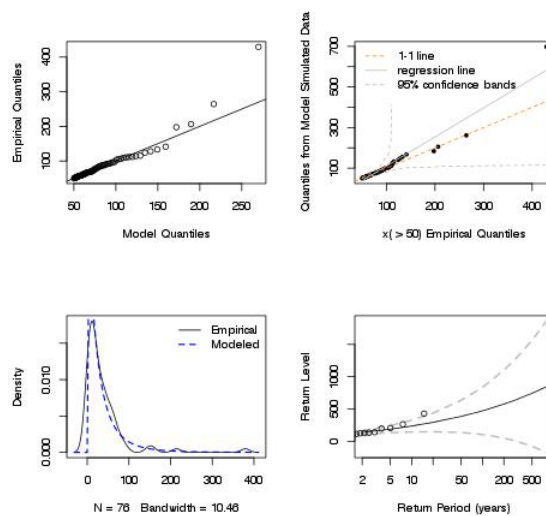 Empirical Quantiles
400
300
200
100
50
100
150
200
250
Model Quantiles
Quantiles from Model Simulated Data
700
500
300
100
1-1 line
regression line
95% confidence bands
100
200
300
400
x( > 50) Empirical Quantiles
Density
0.010
0.000
Empirical
Modeled
0
100
200
300
400
N = 76 Bandwidth = 10.46
Return Level
1500
500
0
2
5
10
50
200
500
Return Period (years)